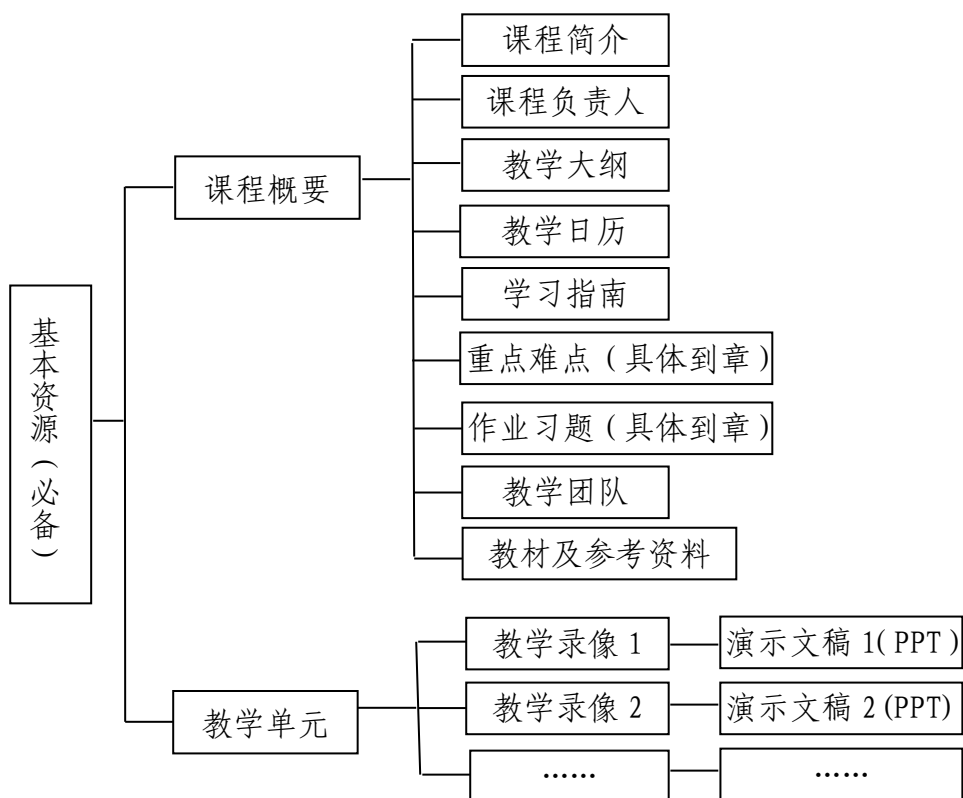 基本资源(必备)
课程概要
课程简介
课程负责人
教学大纲
教学日历
学习指南
重点难点(具体到章)
作业习题(具体到章)
教学团队
教材及参考资料
教学单元
教学录像 1
演示文稿 1(PPT)
教学录像 2
演示文稿 2(PPT)
……
……